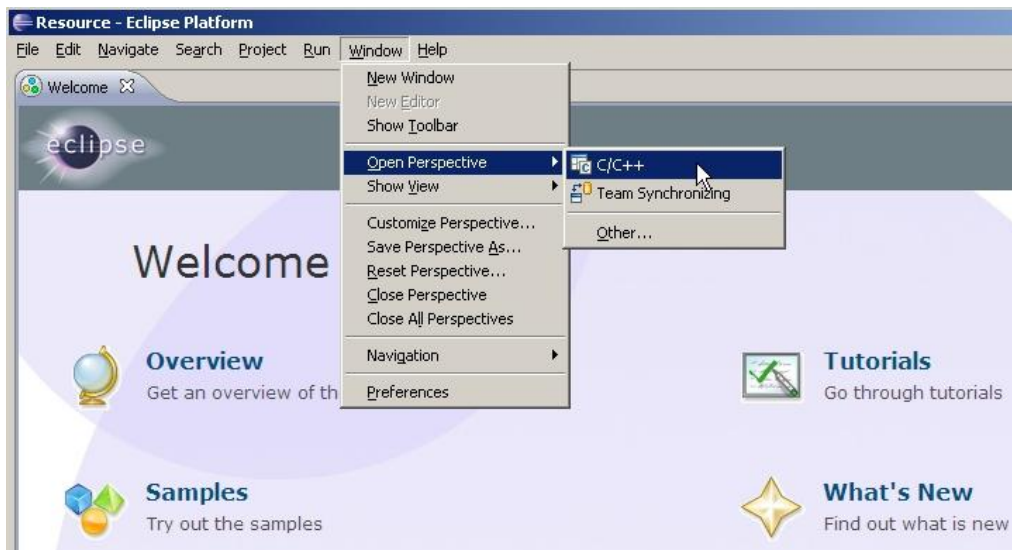 Resource - Eclipse Platform
File Edit Navigate Search Project Run Window Help
Welcome
New Window
New Editor
Show Toolbar
eclipse
Open Perspective
C/C++
Show View
Team Synchronizing
Customize Perspective...
Other...
Save Perspective As...
Reset Perspective...
Close Perspective
Close All Perspectives
Navigation
Preferences
Welcome
Overview
Get an overview of th
Tutorials
Go through tutorials
Samples
Try out the samples
What's New
Find out what is new